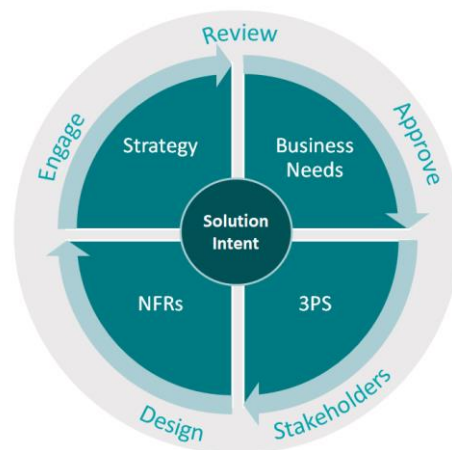 Review
Engage
Approve
Strategy
Business
Needs
Solution
Intent
NFRs
3PS
Design
Stakeholders